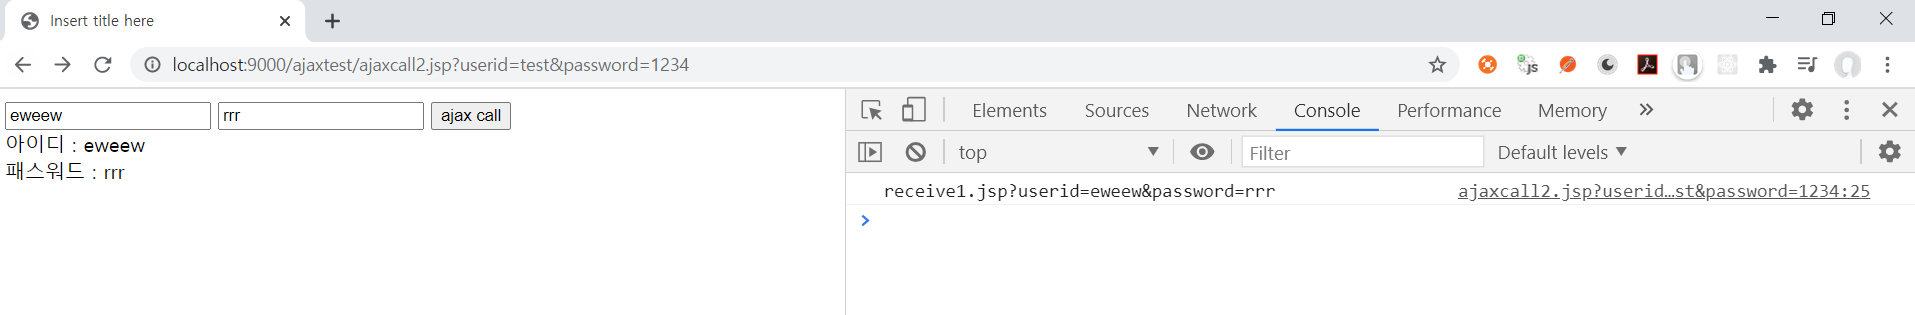 Insert title here
localhost:9000/ajaxtest/ajaxcall2.jsp?userid=test&password=1234
JS
eweew rrr ajax call
아이디 : eweew
패스워드 : rrr
Elements Sources Network Console Performance Memory
top Filter Default levels
receive1.jsp?userid=eweew&password=rrr ajaxcall2.jsp?userid…st&password=1234:25